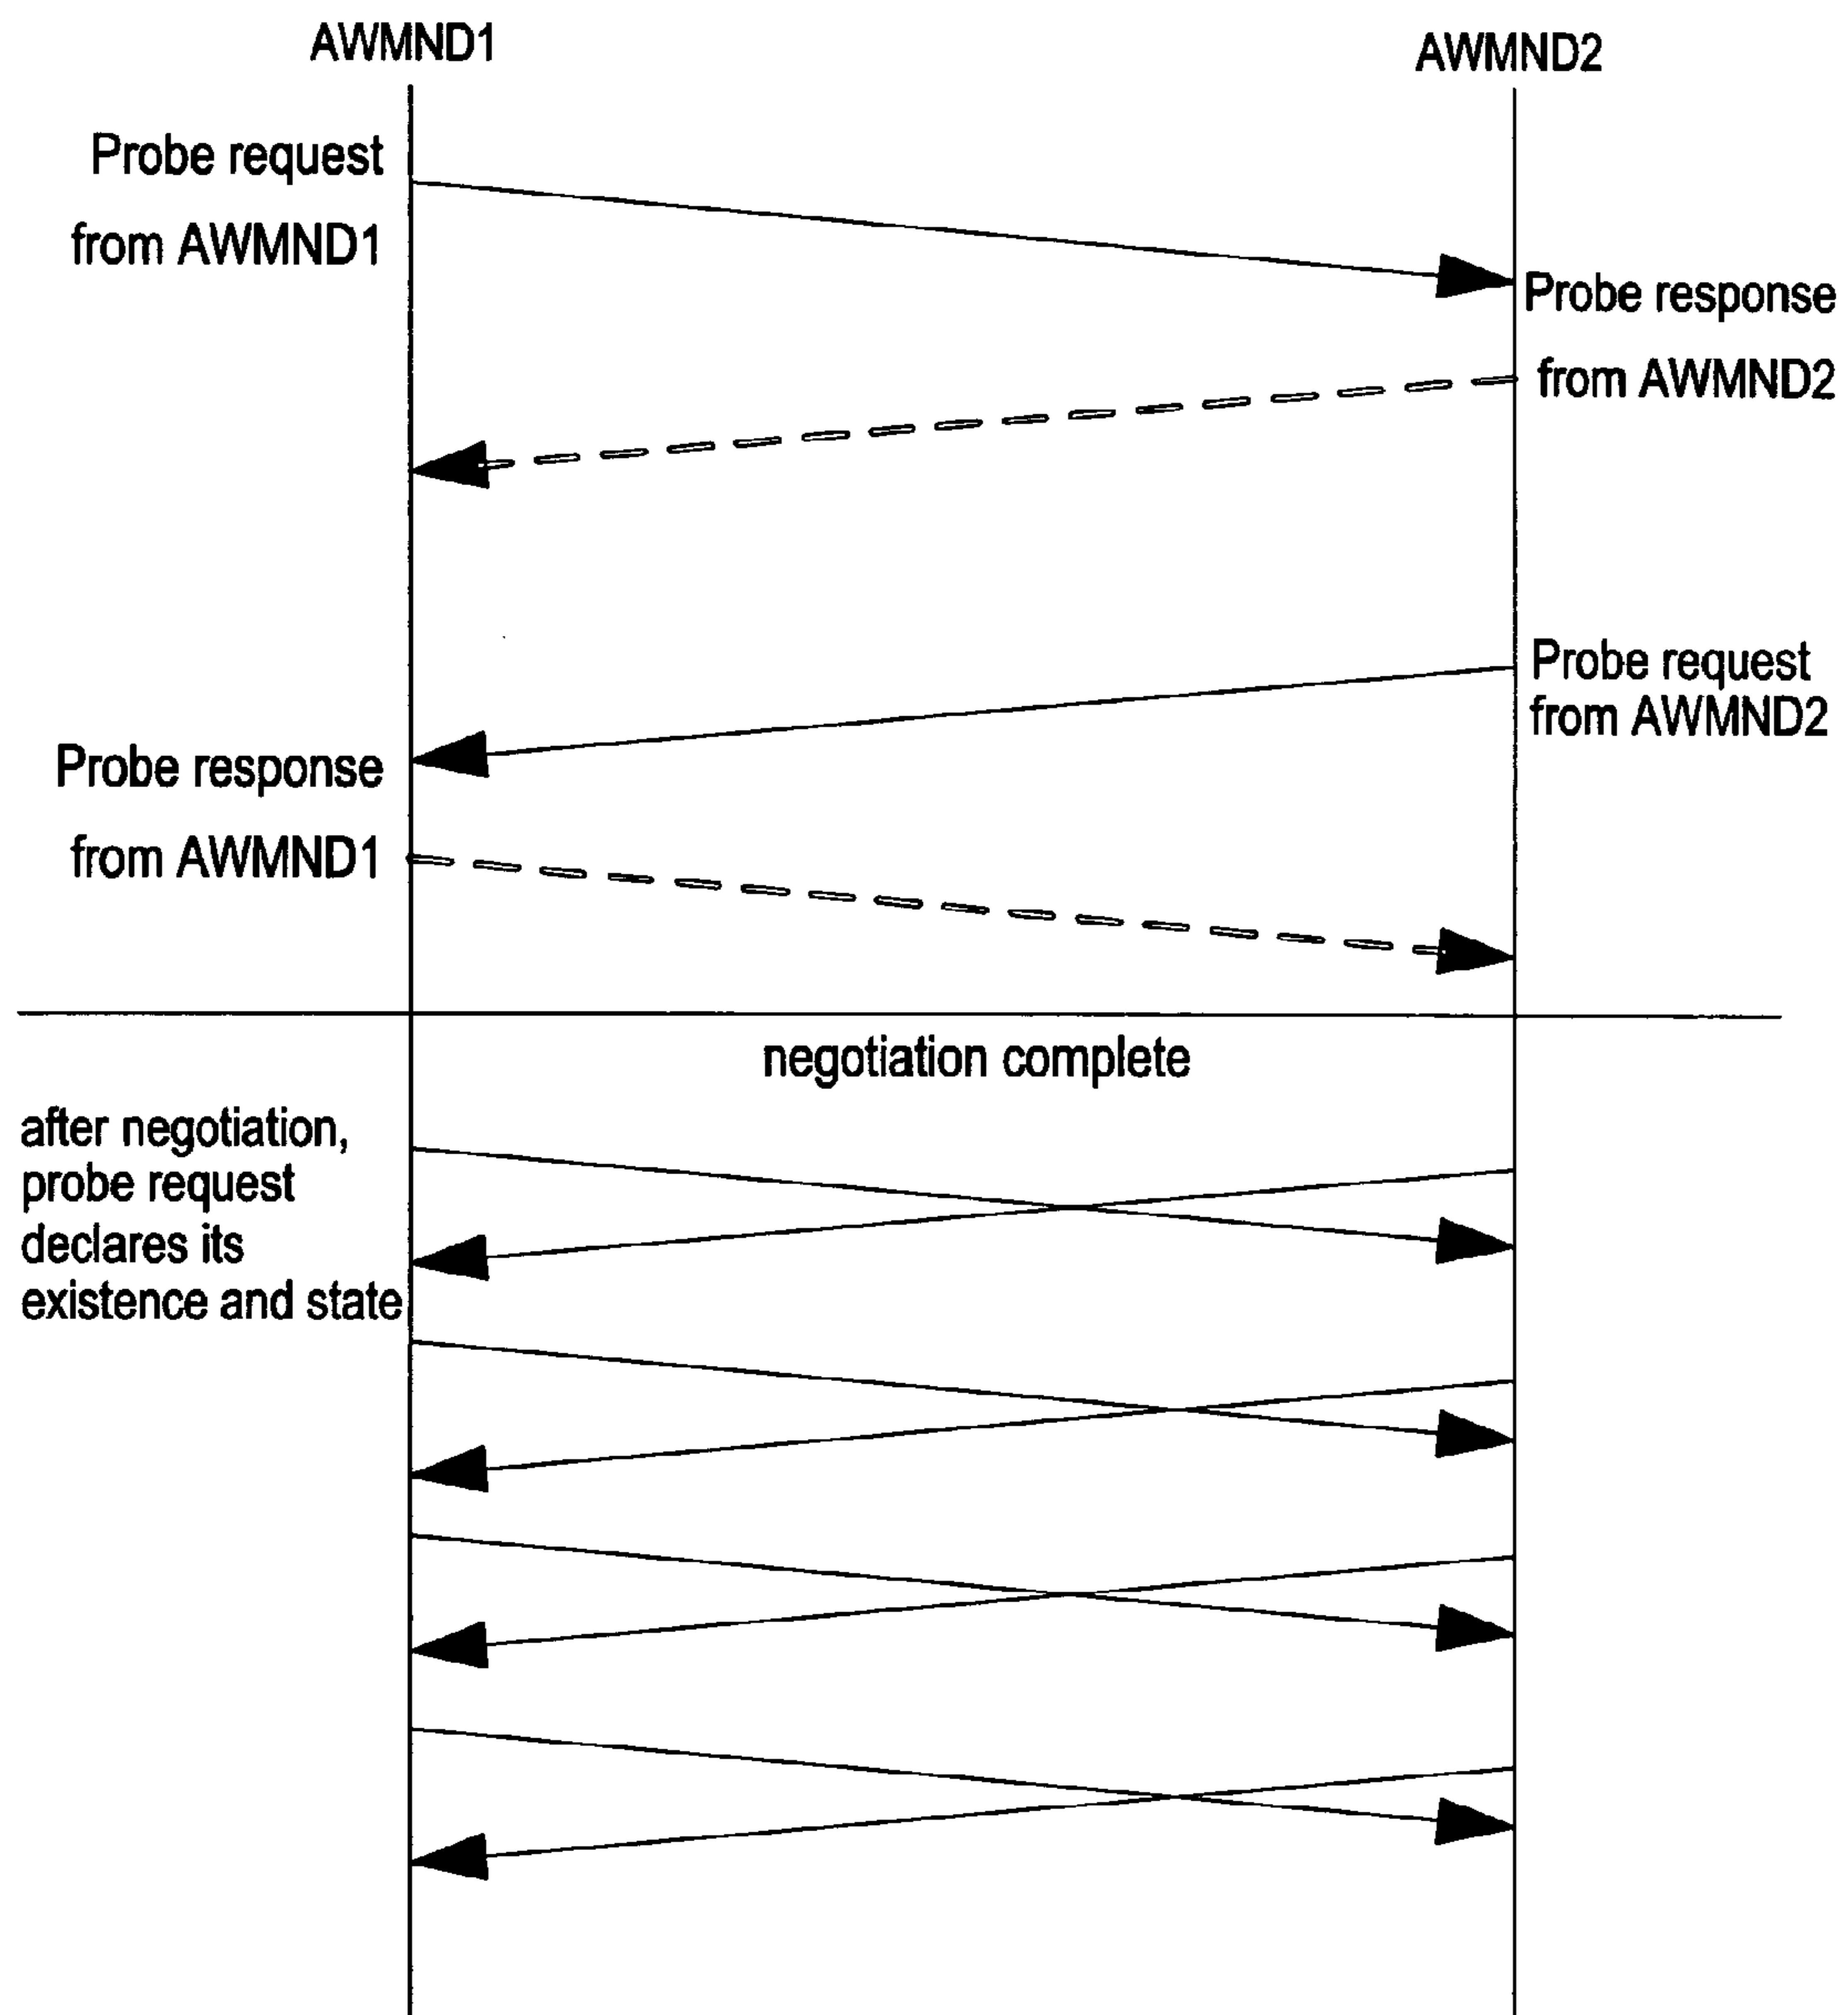 AWMND1
AWMND2
Probe request
from AWMND1
Probe response
from AWMND2
Probe request
from AWMND2
Probe response
from AWMND1
negotiation complete
after negotiation,
probe request
declares its
existence and state